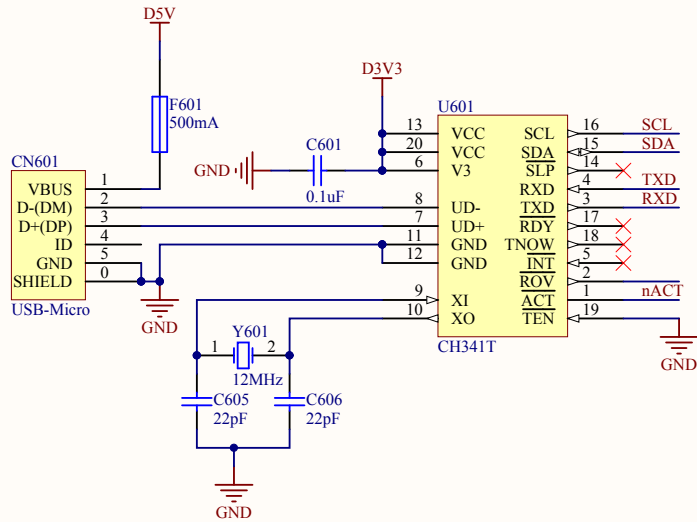 D5V
F601
500mA
CN601
VBUS 1
D-(DM) 2
D+(DP) 3
ID 4
GND 5
SHIELD 0
USB-Micro
GND
D3V3
C601
GND
0.1uF
U601
13 VCC SCL 16 SCL
20 VCC SDA 15 SDA
6 V3 SLP 14
RXD 4 TXD
8 UD- TXD 3 RXD
7 UD+ RDY 17
11 GND TNOW 18
12 GND INT 5
ROV 2
9 XI ACT 1 nACT
10 XO TEN 19
CH341T
GND
Y601
1 2
12MHz
C605
22pF
C606
22pF
GND